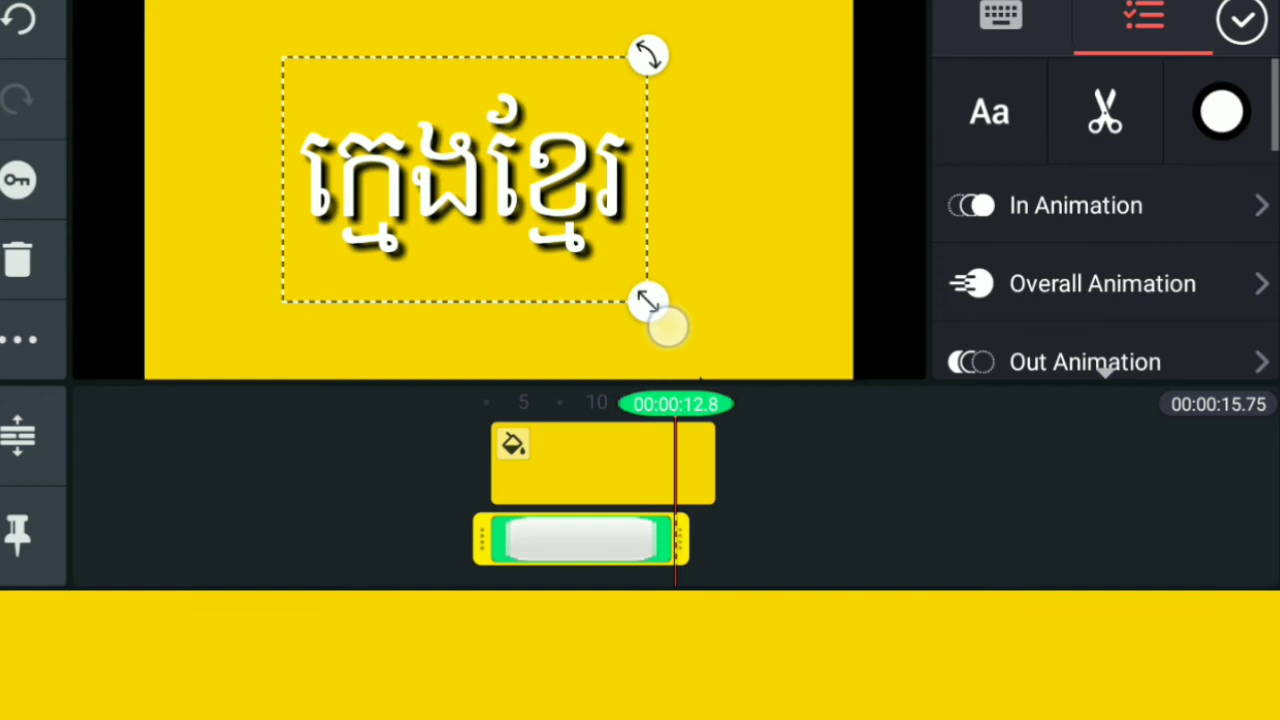 ក្មេងខ្មែរ
Aa
In Animation
Overall Animation
Out Animation
5
10
00:00:12.8
00:00:15.75